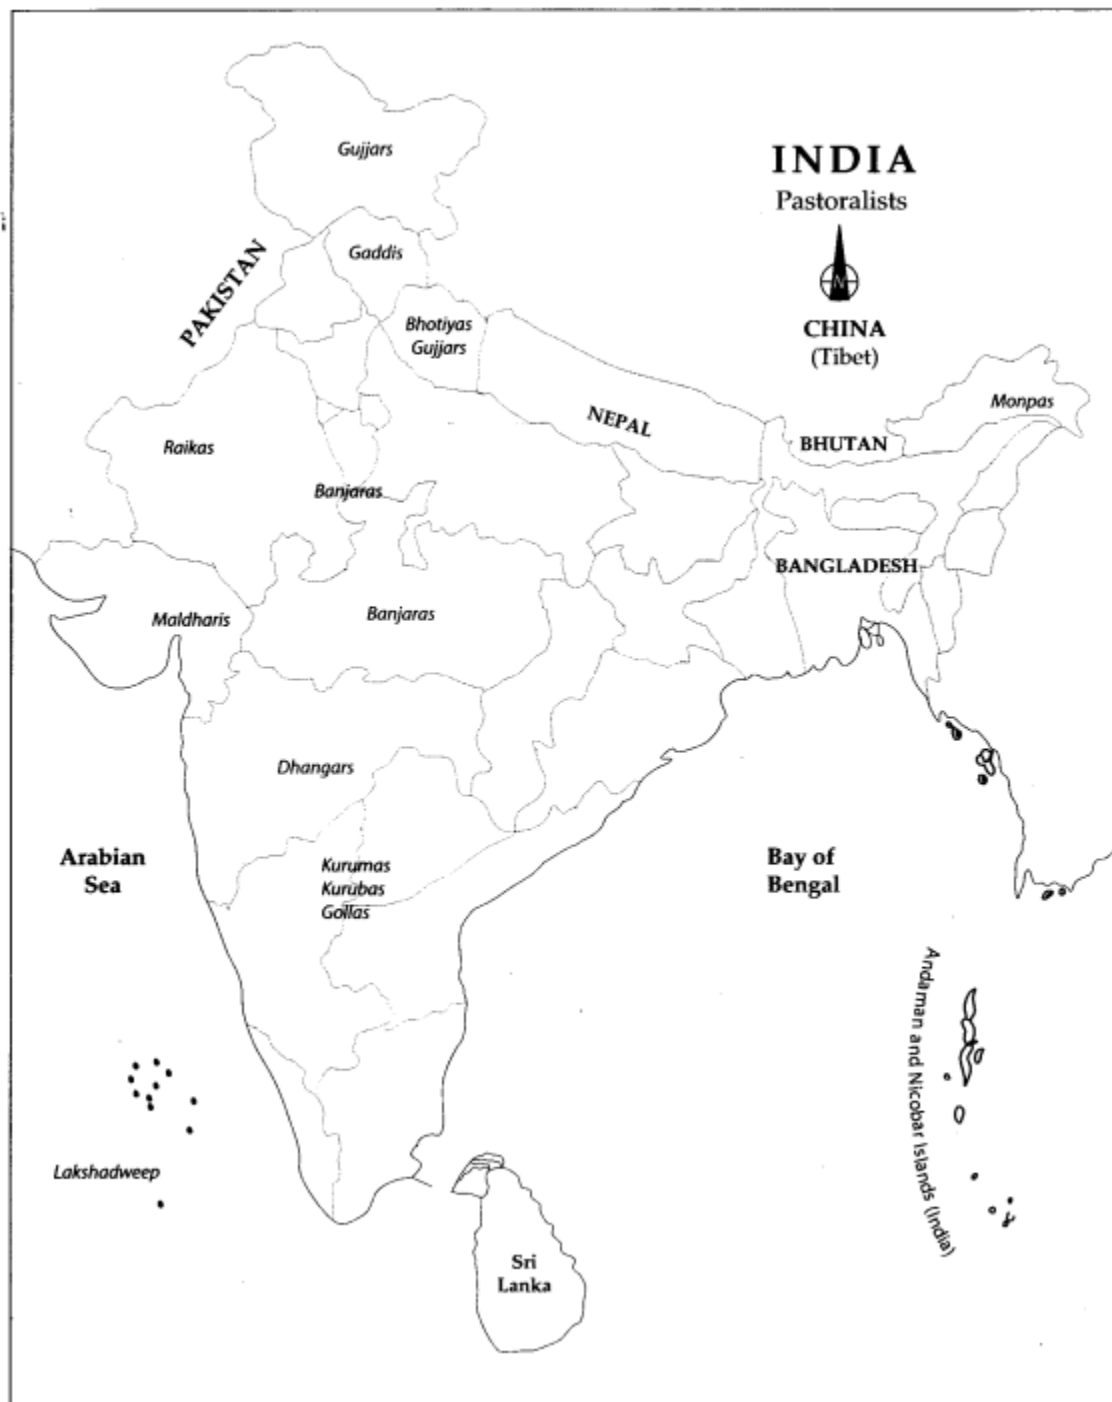 INDIA
Pastoralists
N
CHINA
(Tibet)
Gujjars
Gaddis
PAKISTAN
Bhotiyas
Gujjars
NEPAL
BHUTAN
Monpas
Raikas
Banjaras
BANGLADESH
Maldharis
Banjaras
Dhangars
Arabian
Sea
Kurumas
Kurubas
Gollas
Bay of
Bengal
Andaman and Nicobar Islands (India)
Lakshadweep
Sri
Lanka